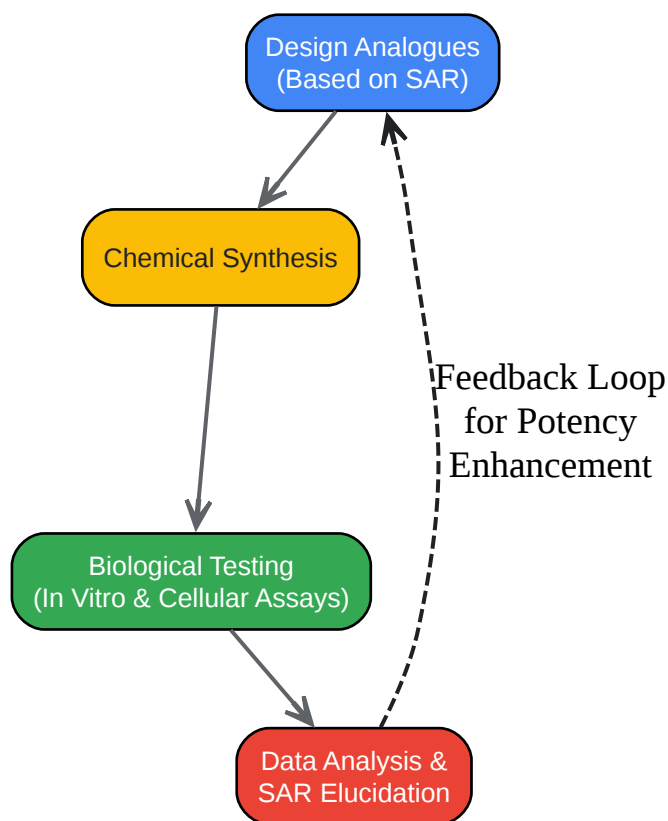 Design Analogues
(Based on SAR)
Chemical Synthesis
Feedback Loop
for Potency
Enhancement
Biological Testing
(In Vitro & Cellular Assays)
Data Analysis &
SAR Elucidation